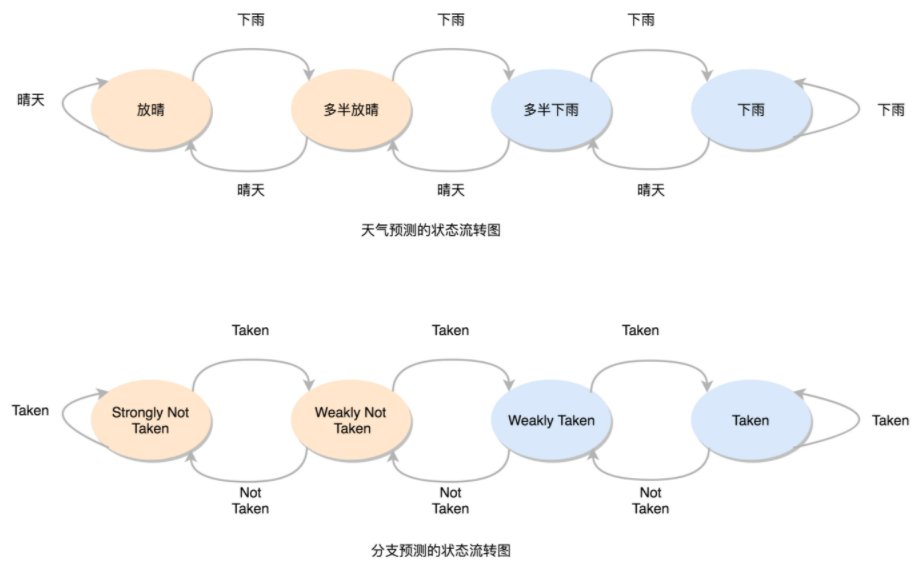 下雨
下雨
下雨
晴天
放晴
多半放晴
多半下雨
下雨
下雨
晴天
晴天
晴天
天气预测的状态流转图
Taken
Taken
Taken
Taken
Strongly Not
Taken
Weakly Not
Taken
Weakly Taken
Taken
Taken
Not
Taken
Not
Taken
Not
Taken
分支预测的状态流转图